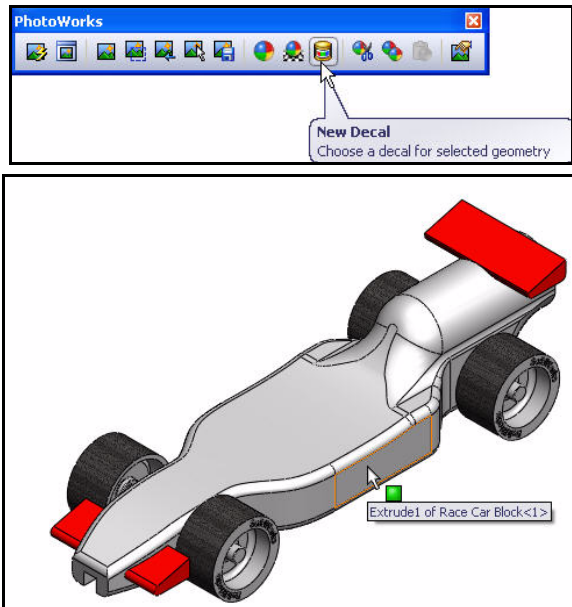 PhotoWorks
New Decal
Choose a decal for selected geometry
Extrude1 of Race Car Block<1>